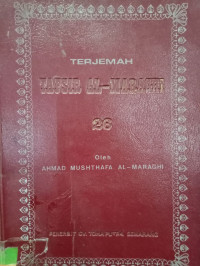 TERJEMAH
TAFSIR AL-MARAGHI
26
Oleh
AHMAD MUSHTHAFA AL-MARAGHI
PENERBIT CV. TOHA PUTRA SEMARANG